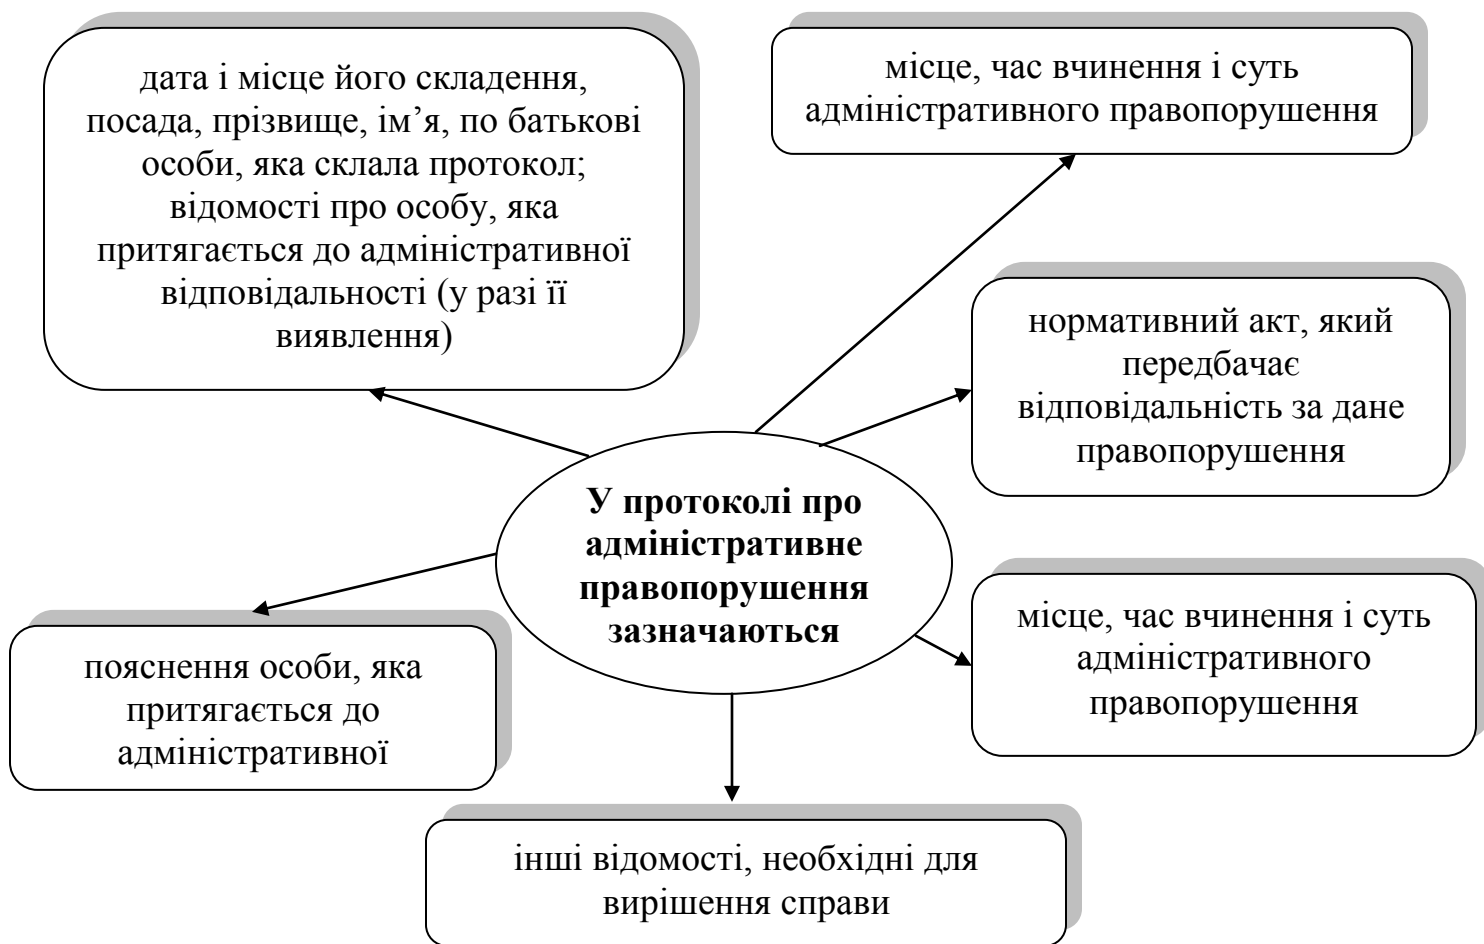 дата і місце його складення,
посада, прізвище, ім’я, по батькові
особи, яка склала протокол;
відомості про особу, яка
притягається до адміністративної
відповідальності (у разі її
виявлення)
місце, час вчинення і суть
адміністративного правопорушення
нормативний акт, який
передбачає
відповідальність за дане
правопорушення
У протоколі про
адміністративне
правопорушення
зазначаються
місце, час вчинення і суть
адміністративного
правопорушення
пояснення особи, яка
притягається до
адміністративної
інші відомості, необхідні для
вирішення справи